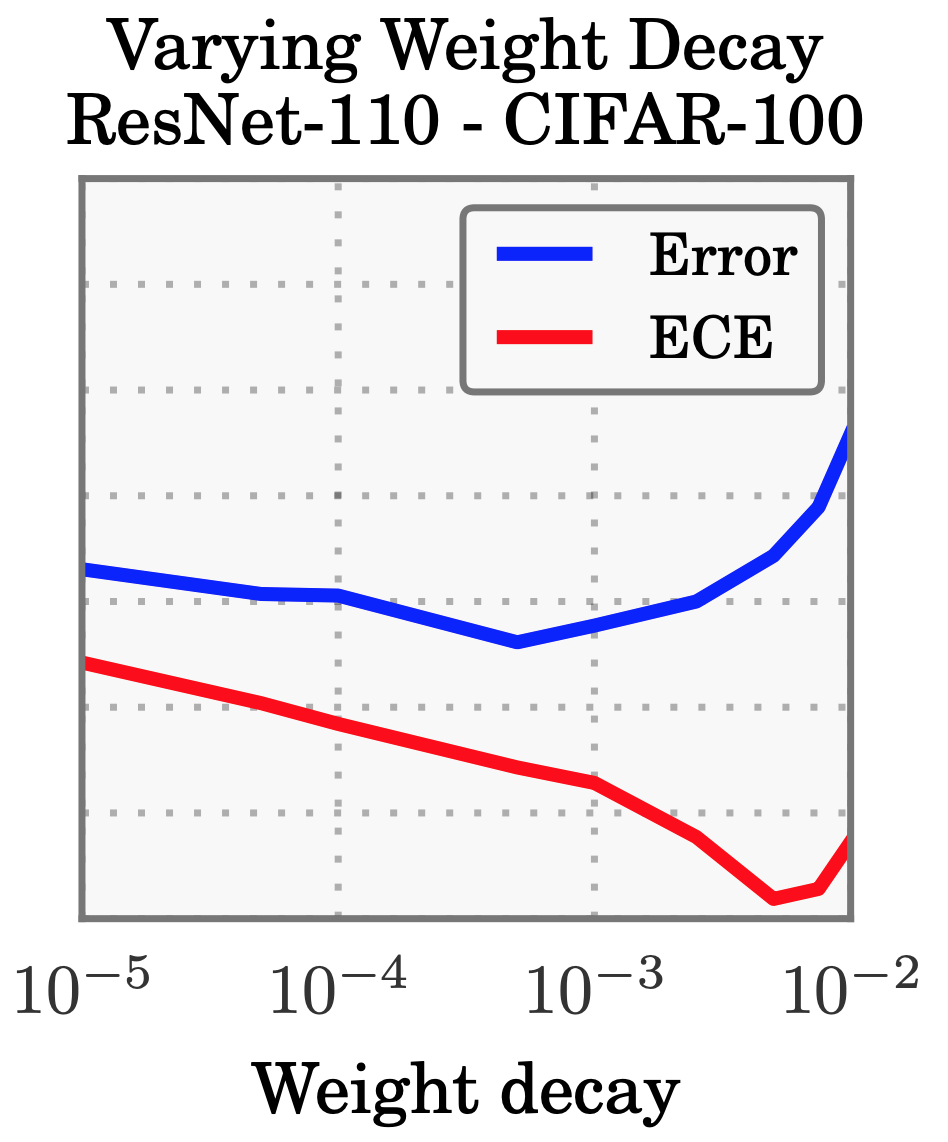 Varying Weight Decay
ResNet-110 - CIFAR-100
Error
ECE
10⁻⁵ 10⁻⁴ 10⁻³ 10⁻²
Weight decay